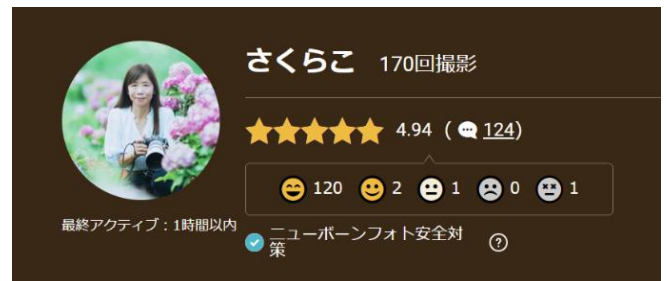 さくらこ 170回撮影
4.94 ( 124)
120 2 1 0 1
最終アクティブ：1時間以内
ニューボーンフォト安全対
策 ?